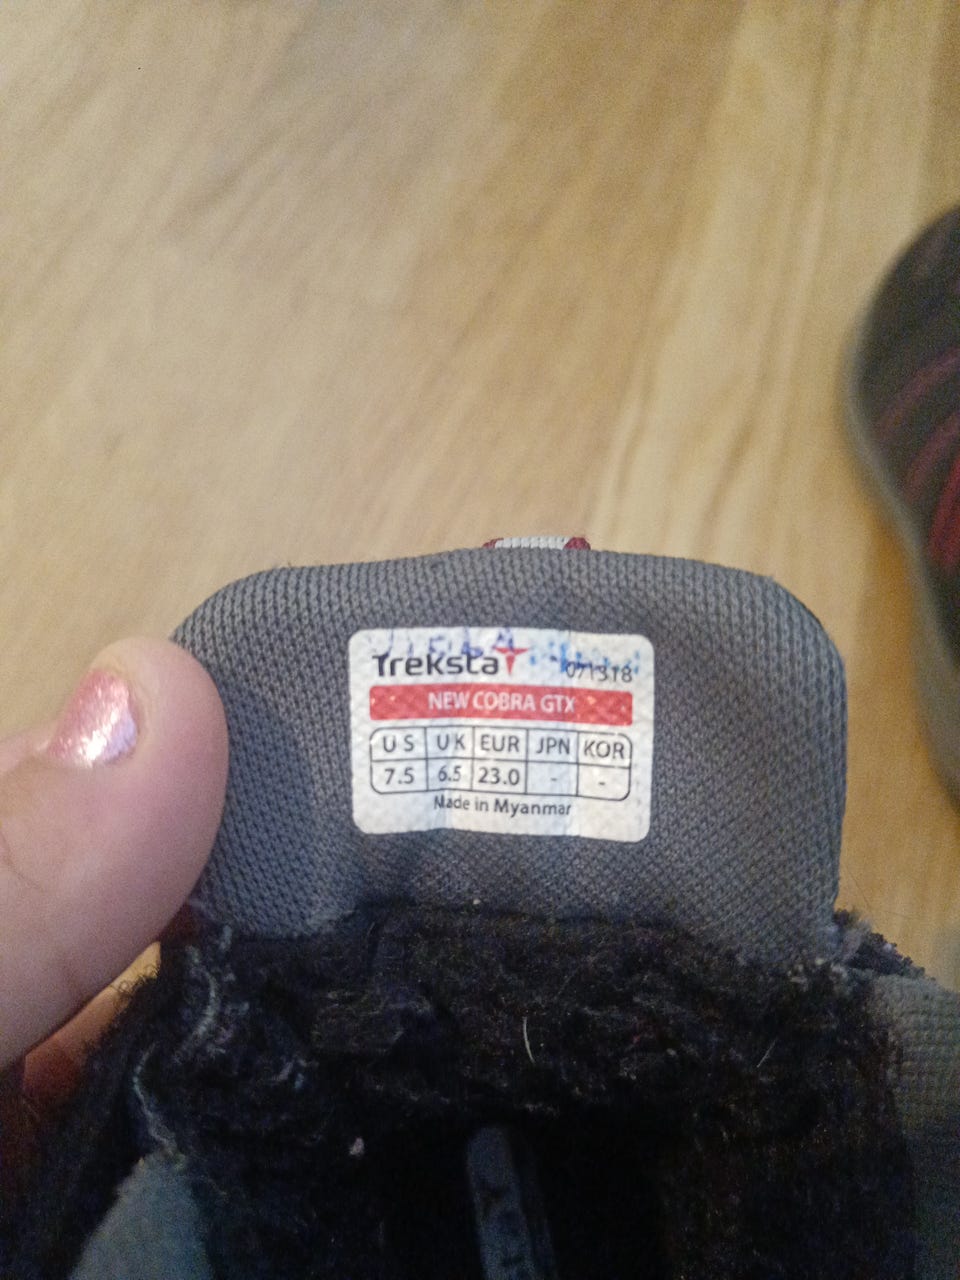 Treksta 071318
NEW COBRA GTX
US UK EUR JPN KOR
7.5 6.5 23.0 - -
Made in Myanmar